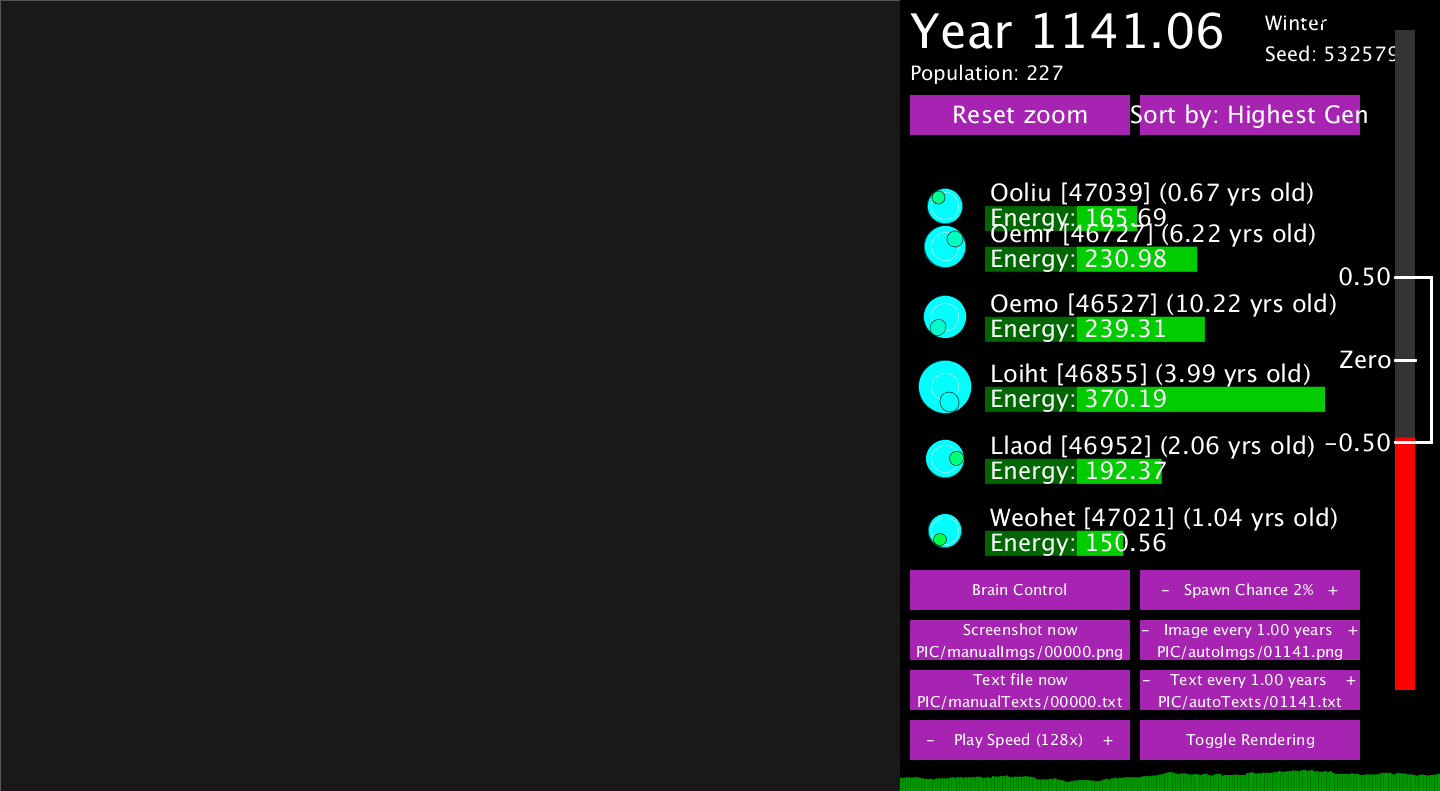 Year 1141.06
Winter
Seed: 532579
Population: 227
Reset zoom
Sort by: Highest Gen
Ooliu [47039] (0.67 yrs old)
Energy: 165.69
Oemr [46727] (6.22 yrs old)
Energy: 230.98
Oemo [46527] (10.22 yrs old)
Energy: 239.31
Loiht [46855] (3.99 yrs old)
Energy: 370.19
Llaod [46952] (2.06 yrs old)
Energy: 192.37
Weohet [47021] (1.04 yrs old)
Energy: 150.56
0.50
Zero
-0.50
Brain Control
- Spawn Chance 2% +
Screenshot now
PIC/manualImgs/00000.png
- Image every 1.00 years +
PIC/autoImgs/01141.png
Text file now
PIC/manualTexts/00000.txt
- Text every 1.00 years +
PIC/autoTexts/01141.txt
- Play Speed (128x) +
Toggle Rendering